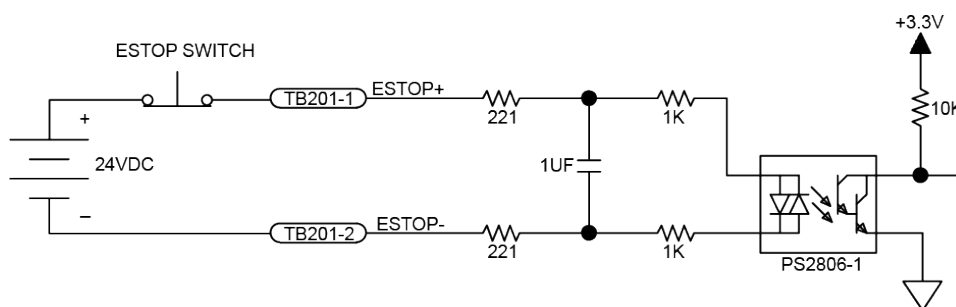 +3.3V
ESTOP SWITCH
TB201-1
ESTOP+
221
1K
10K
+
24VDC
1UF
−
TB201-2
ESTOP-
221
1K
PS2806-1